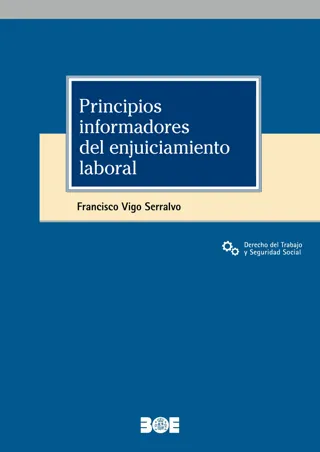 Principios
informadores
del enjuiciamiento
laboral
Francisco Vigo Serralvo
Derecho del Trabajo
y Seguridad Social
BOE